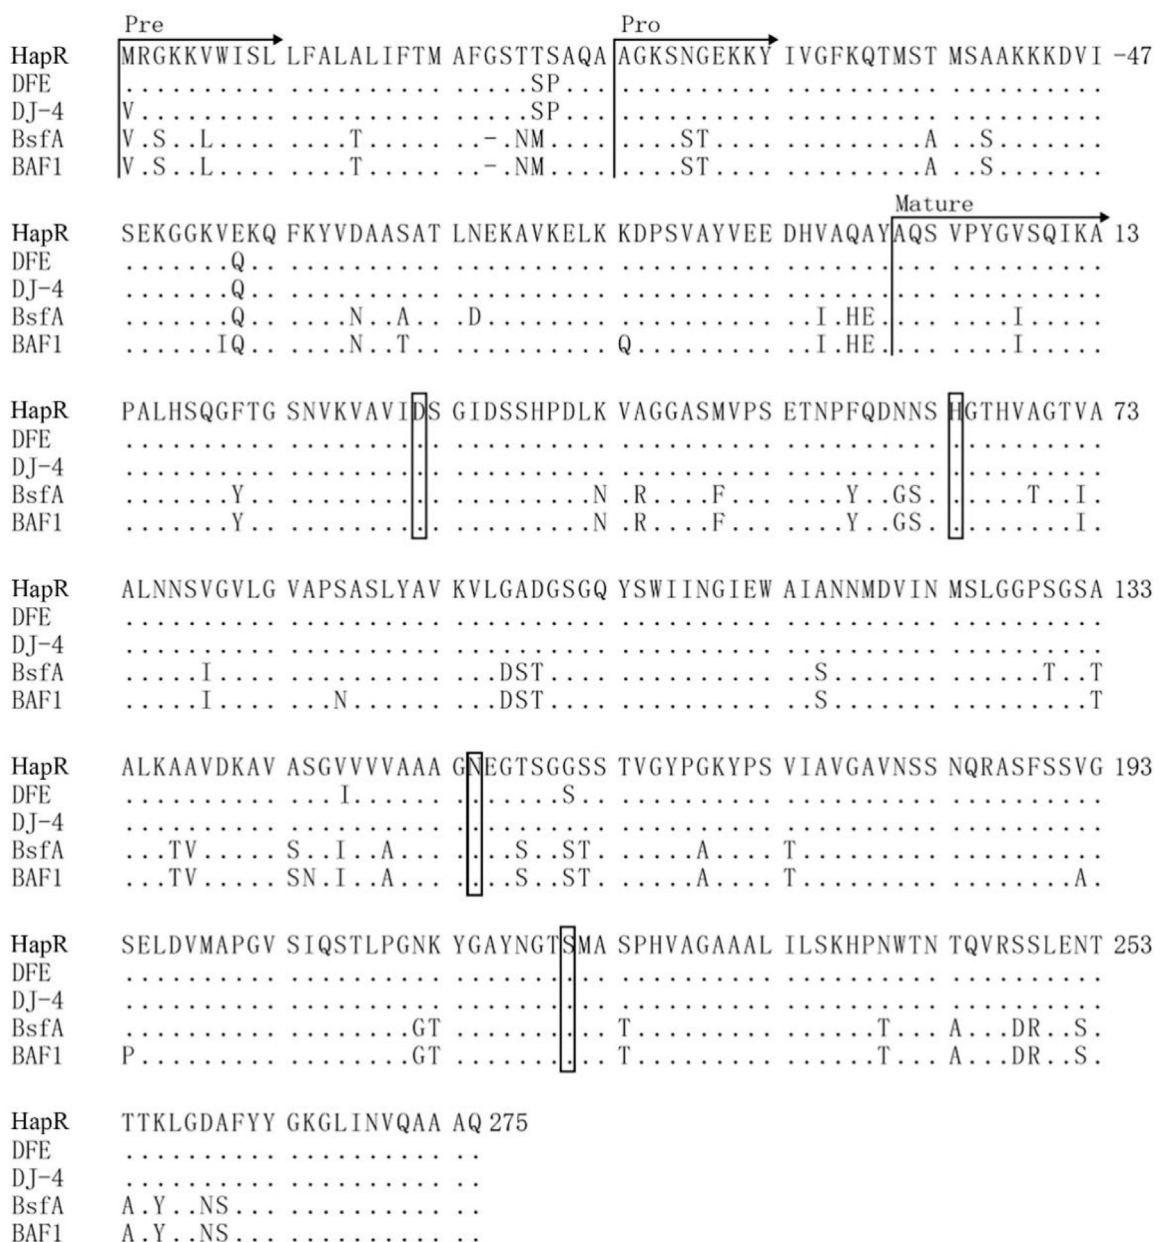 Pre Pro
HapR MRGKKVWISL LFALALIFTM AFGSTTSAQA AGKSNGEKKY IVGFKQTMST MSAAKKKDVI -47
DFE .......... .......... .....SP... .......... .......... ..........
DJ-4 V......... .......... .....SP... .......... .......... ..........
BsfA V.S..L.... ....T..... ..-.NM.... ....ST.... .........A ..S.......
BAF1 V.S..L.... ....T..... ..-.NM.... ....ST.... .........A ..S.......
Mature
HapR SEKGGKVEKQ FKYVDAASAT LNEKAVKELK KDPSVAYVEE DHVAQAYAQS VPYGVSQIKA 13
DFE .......Q.. .......... .......... .......... .......... ..........
DJ-4 .......Q.. .......... .......... .......... .......... ..........
BsfA .......Q.. ....N..A.. .D........ .......... ..I.HE.... ....I.....
BAF1 ......IQ.. ....N..T.. .......... Q......... ..I.HE.... ....I.....
HapR PALHSQGFTG SNVKVAVIDS GIDSSHPDLK VAGGASMVPS ETNPFQDNNS HGTHVAGTVA 73
DFE .......... .......... .......... .......... .......... ..........
DJ-4 .......... .......... .......... .......... .......... ..........
BsfA .......Y.. .......... .........N .R....F... ....Y..GS. .....T..I.
BAF1 .......Y.. .......... .........N .R....F... ....Y..GS. ........I.
HapR ALNNSVGVLG VAPSASLYAV KVLGADGSGQ YSWIINGIEW AIANNMDVIN MSLGGPSGSA 133
DFE .......... .......... .......... .......... .......... ..........
DJ-4 .......... .......... .......... .......... .......... ..........
BsfA .....I.... .......... ...DST.... .......... ..S....... ......T..T
BAF1 .....I.... ...N...... ...DST.... .......... ..S....... .........T
HapR ALKAAVDKAV ASGVVVVAAA GNEGTSGGSS TVGYPGKYPS VIAVGAVNSS NQRASFSSVG 193
DFE .......... ...I...... .......S.. .......... .......... ..........
DJ-4 .......... .......... .......... .......... .......... ..........
BsfA ...TV..... S..I..A... ....S..ST. .....A.... T......... ..........
BAF1 ...TV..... SN.I..A... ....S..ST. .....A.... T......... ........A.
HapR SELDVMAPGV SIQSTLPGNK YGAYNGTSMA SPHVAGAAAL ILSKHPNWTN TQVRSSLENT 253
DFE .......... .......... .......... .......... .......... ..........
DJ-4 .......... .......... .......... .......... .......... ..........
BsfA .......... ........GT .......... T......... ......T... A...DR..S.
BAF1 P......... ........GT .......... T......... ......T... A...DR..S.
HapR TTKLGDAFYY GKGLINVQAA AQ 275
DFE .......... .......... ..
DJ-4 .......... .......... ..
BsfA A.Y..NS... .......... ..
BAF1 A.Y..NS... .......... ..